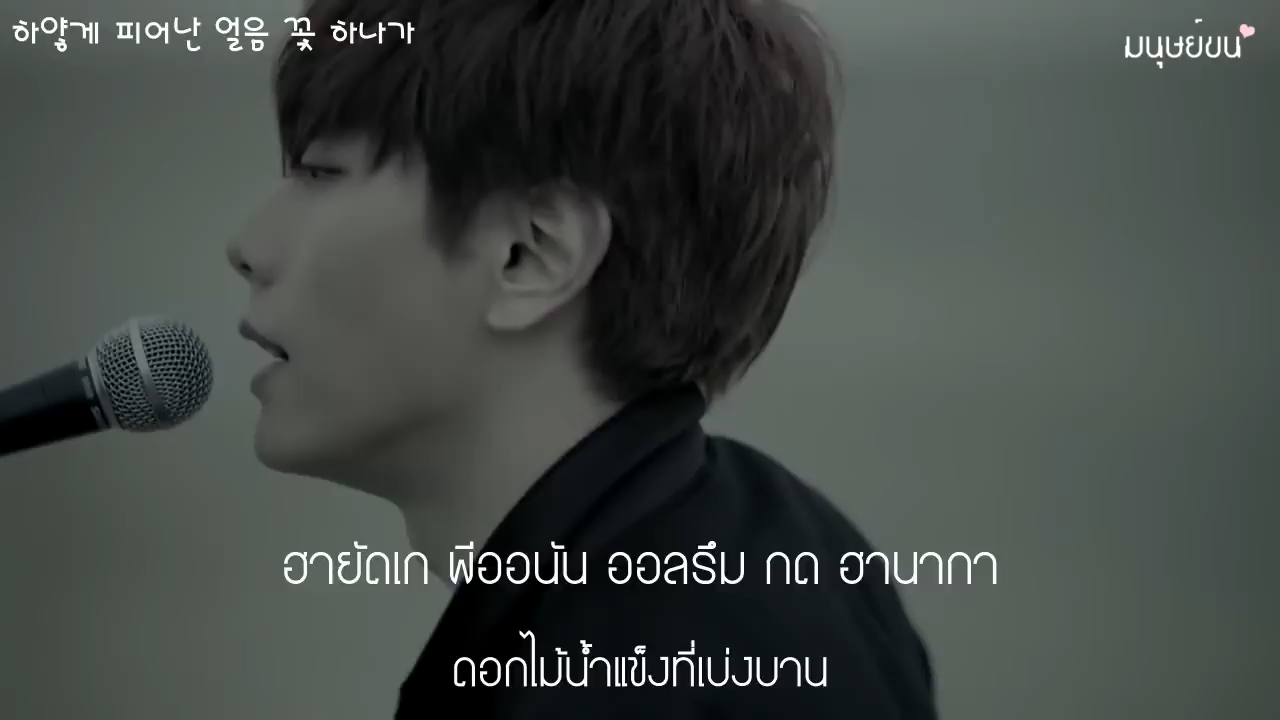 하얗게 피어난 얼음 꽃 하나가
มนุษย์ขน
ฮายัดเก พีออนัน ออลรึม กด ฮานากา
ดอกไม้น้ำแข็งที่เบ่งบาน